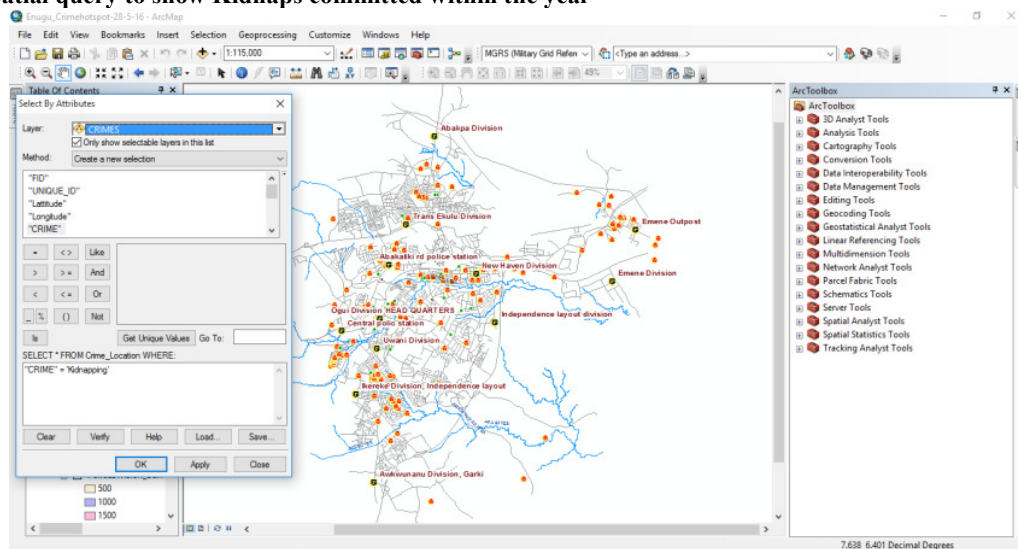 atial query to show Kidnaps committed within the year
Enugu_Crimehotspot-28-5-16 - ArcMap
File Edit View Bookmarks Insert Selection Geoprocessing Customize Windows Help
1:115,000
MGRS (Military Grid Refere
<Type an address...>
49%
Table Of Contents
Select By Attributes
Layer:
CRIMES
Only show selectable layers in this list
Method:
Create a new selection
"FID"
"UNIQUE_ID"
"Lattitude"
"Longitude"
"CRIME"
= < > Like
> > = And
< < = Or
_ % ( ) Not
Is
Get Unique Values
Go To:
SELECT * FROM Crime_Location WHERE:
"CRIME" = 'Kidnapping'
Clear Verify Help Load... Save...
OK Apply Close
500
1000
1500
Abakpa Division
Trans Ekulu Division
Emene Outpost
Abakaliki rd police station
New Haven Division
Emene Division
Ogui Division HEAD QUARTERS
Independence layout division
Central polic station
Uwani Division
Ikereke Division, Independence layout
Awkwunanu Division, Garki
ArcToolbox
ArcToolbox
3D Analyst Tools
Analysis Tools
Cartography Tools
Conversion Tools
Data Interoperability Tools
Data Management Tools
Editing Tools
Geocoding Tools
Geostatistical Analyst Tools
Linear Referencing Tools
Multidimension Tools
Network Analyst Tools
Parcel Fabric Tools
Schematics Tools
Server Tools
Spatial Analyst Tools
Spatial Statistics Tools
Tracking Analyst Tools
7.638 6.401 Decimal Degrees